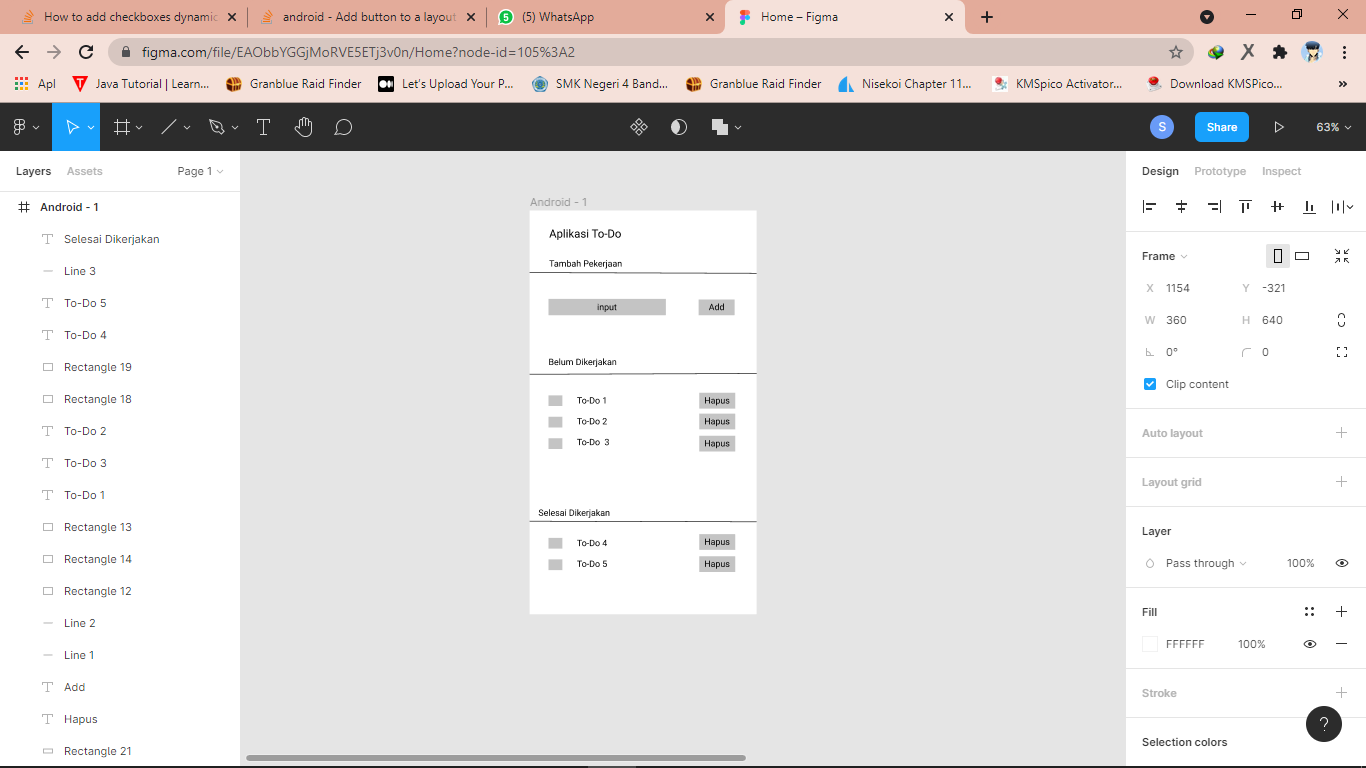 How to add checkboxes dynamic
android - Add button to a layout
(5) WhatsApp
Home – Figma
figma.com/file/EAObbYGGjMoRVE5ETj3v0n/Home?node-id=105%3A2
Apl
Java Tutorial | Learn...
Granblue Raid Finder
Let's Upload Your P...
SMK Negeri 4 Band...
Granblue Raid Finder
Nisekoi Chapter 11...
KMSpico Activator...
Download KMSPico...
S
Share
63%
Layers
Assets
Page 1
Android - 1
Selesai Dikerjakan
Line 3
To-Do 5
To-Do 4
Rectangle 19
Rectangle 18
To-Do 2
To-Do 3
To-Do 1
Rectangle 13
Rectangle 14
Rectangle 12
Line 2
Line 1
Add
Hapus
Rectangle 21
Android - 1
Aplikasi To-Do
Tambah Pekerjaan
input
Add
Belum Dikerjakan
To-Do 1
Hapus
To-Do 2
Hapus
To-Do 3
Hapus
Selesai Dikerjakan
To-Do 4
Hapus
To-Do 5
Hapus
Design
Prototype
Inspect
Frame
X 1154
Y -321
W 360
H 640
0°
0
Clip content
Auto layout
Layout grid
Layer
Pass through
100%
Fill
FFFFFF
100%
Stroke
?
Selection colors